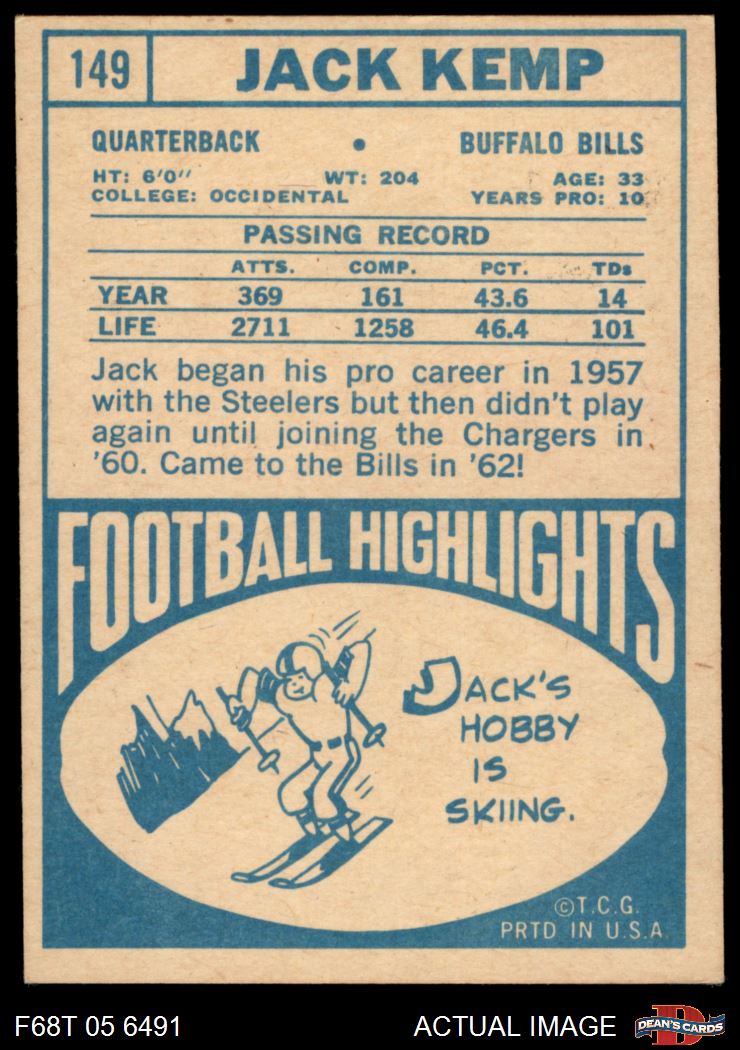 149 JACK KEMP
QUARTERBACK • BUFFALO BILLS
HT: 6'0" WT: 204 AGE: 33
COLLEGE: OCCIDENTAL YEARS PRO: 10
PASSING RECORD
ATTS. COMP. PCT. TDs
YEAR 369 161 43.6 14
LIFE 2711 1258 46.4 101
Jack began his pro career in 1957
with the Steelers but then didn't play
again until joining the Chargers in
'60. Came to the Bills in '62!
FOOTBALL HIGHLIGHTS
JACK'S
HOBBY
IS
SKIING.
©T.C.G.
PRTD IN U.S.A.
F68T 05 6491 ACTUAL IMAGE DEAN'S CARDS